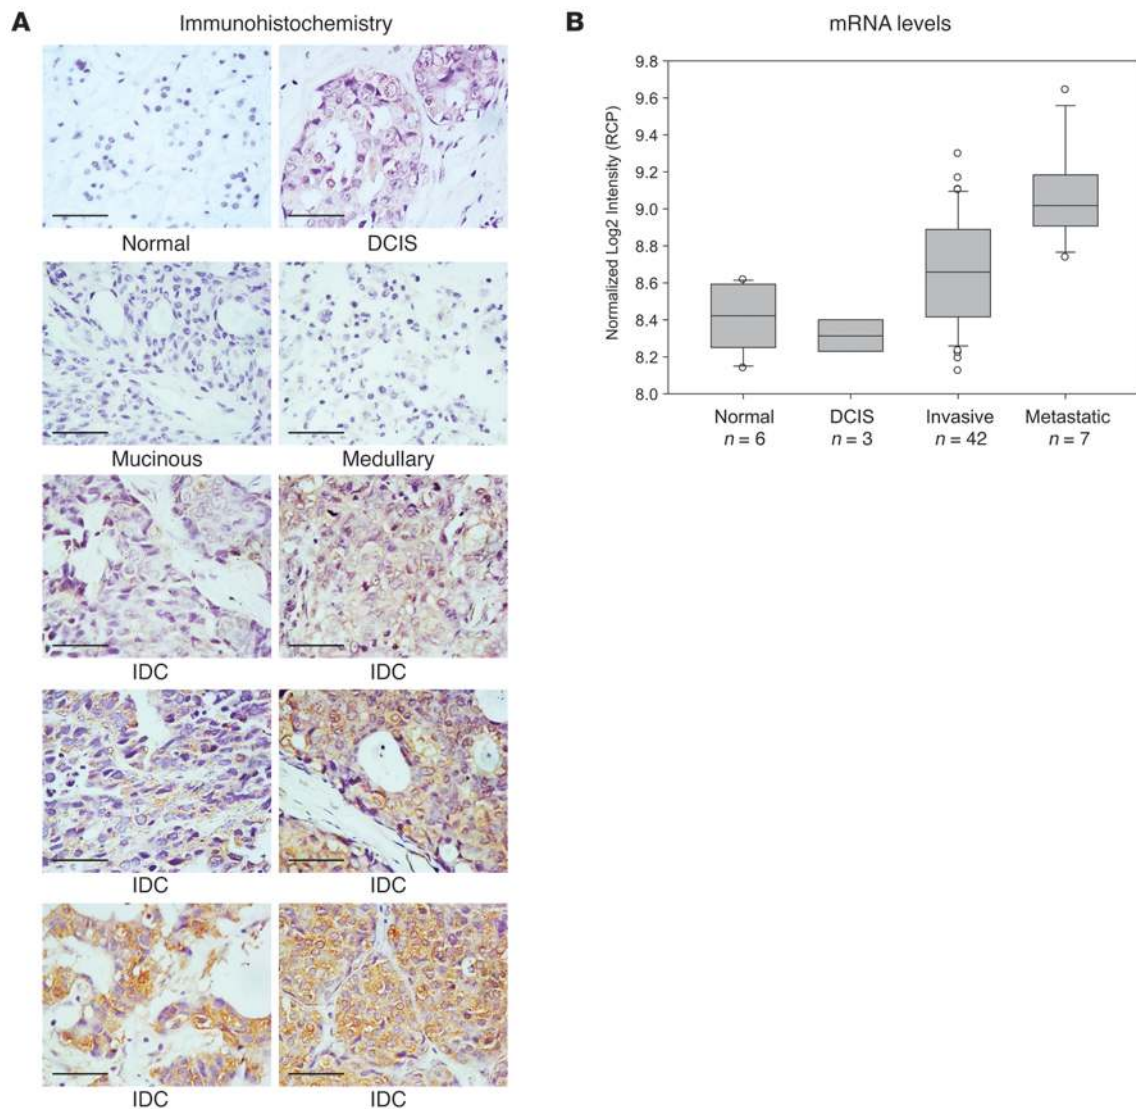 A
Immunohistochemistry
Normal
DCIS
Mucinous
Medullary
IDC
IDC
IDC
IDC
IDC
IDC
B
mRNA levels
Normalized Log2 Intensity (RCP)
9.8
9.6
9.4
9.2
9.0
8.8
8.6
8.4
8.2
8.0
Normal
n = 6
DCIS
n = 3
Invasive
n = 42
Metastatic
n = 7